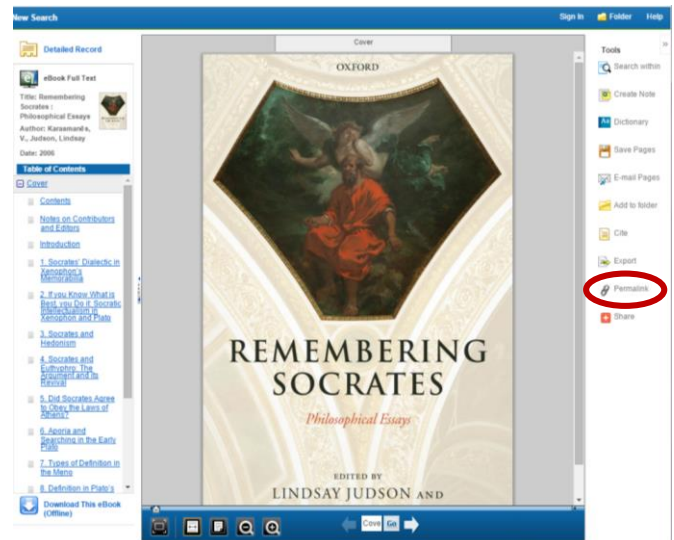 New Search
Sign In
Folder
Help
Detailed Record
eBook Full Text
Title: Remembering
Socrates :
Philosophical Essays
Author: Karasmanēs,
V., Judson, Lindsay
Date: 2006
Table of Contents
Cover
Contents
Notes on Contributors
and Editors
Introduction
1. Socrates' Dialectic in
Xenophon's
Memorabilia
2. If you Know What is
Best, you Do it: Socratic
Intellectualism in
Xenophon and Plato
3. Socrates and
Hedonism
4. Socrates and
Euthyphro: The
Argument and its
Revival
5. Did Socrates Agree
to Obey the Laws of
Athens?
6. Aporia and
Searching in the Early
Plato
7. Types of Definition in
the Meno
8. Definition in Plato's
Download This eBook
(Offline)
Cover
OXFORD
REMEMBERING
SOCRATES
Philosophical Essays
EDITED BY
LINDSAY JUDSON AND
Cove
Go
Tools
Search within
Create Note
Dictionary
Save Pages
E-mail Pages
Add to folder
Cite
Export
Permalink
Share